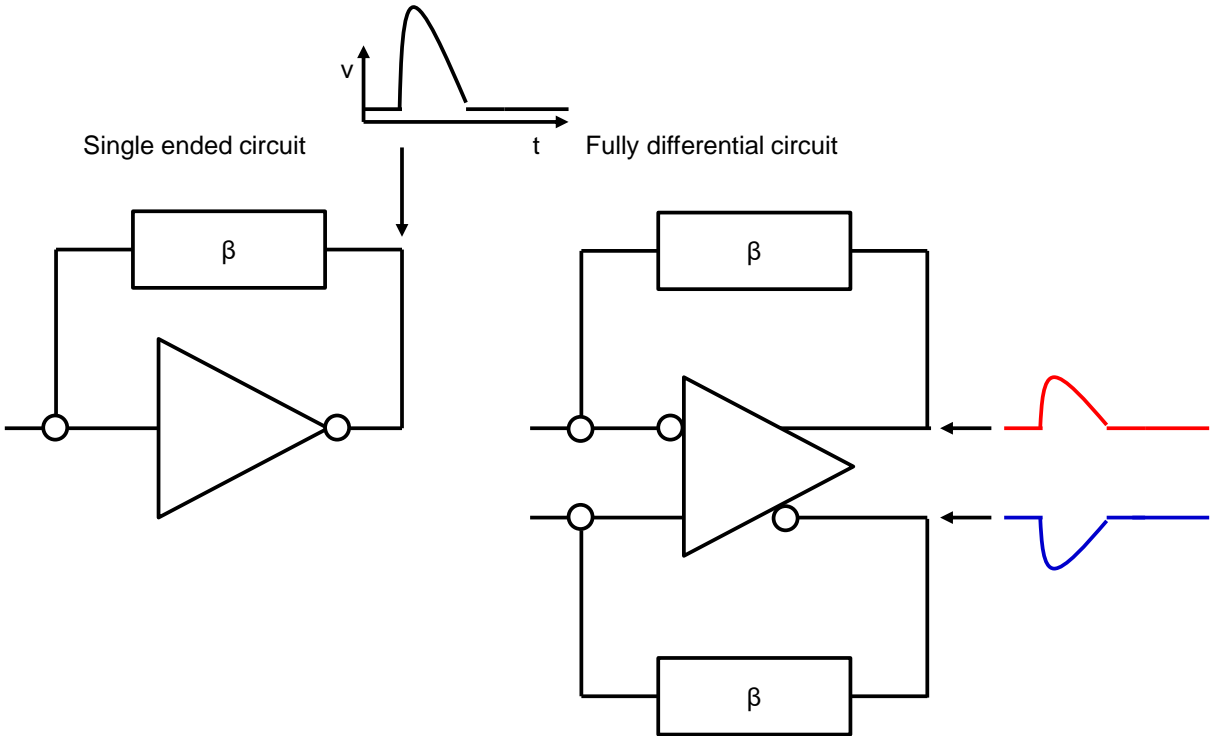 v
Single ended circuit
t
Fully differential circuit
β
β
β